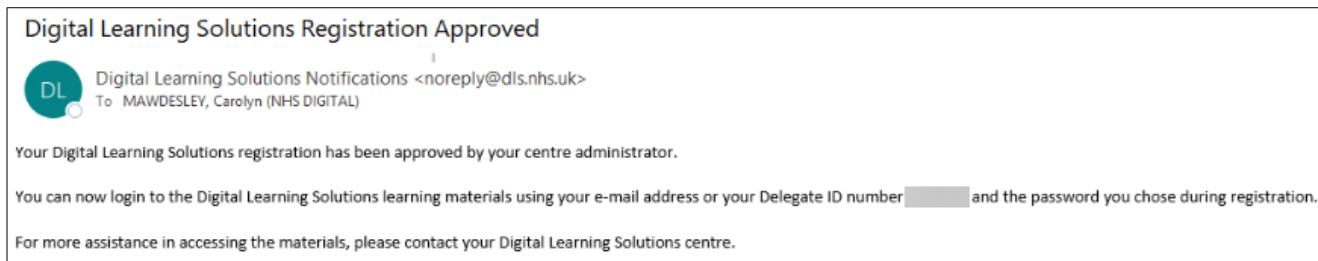 Digital Learning Solutions Registration Approved
DL
Digital Learning Solutions Notifications <noreply@dls.nhs.uk>
To MAWDESLEY, Carolyn (NHS DIGITAL)
Your Digital Learning Solutions registration has been approved by your centre administrator.
You can now login to the Digital Learning Solutions learning materials using your e-mail address or your Delegate ID number and the password you chose during registration.
For more assistance in accessing the materials, please contact your Digital Learning Solutions centre.